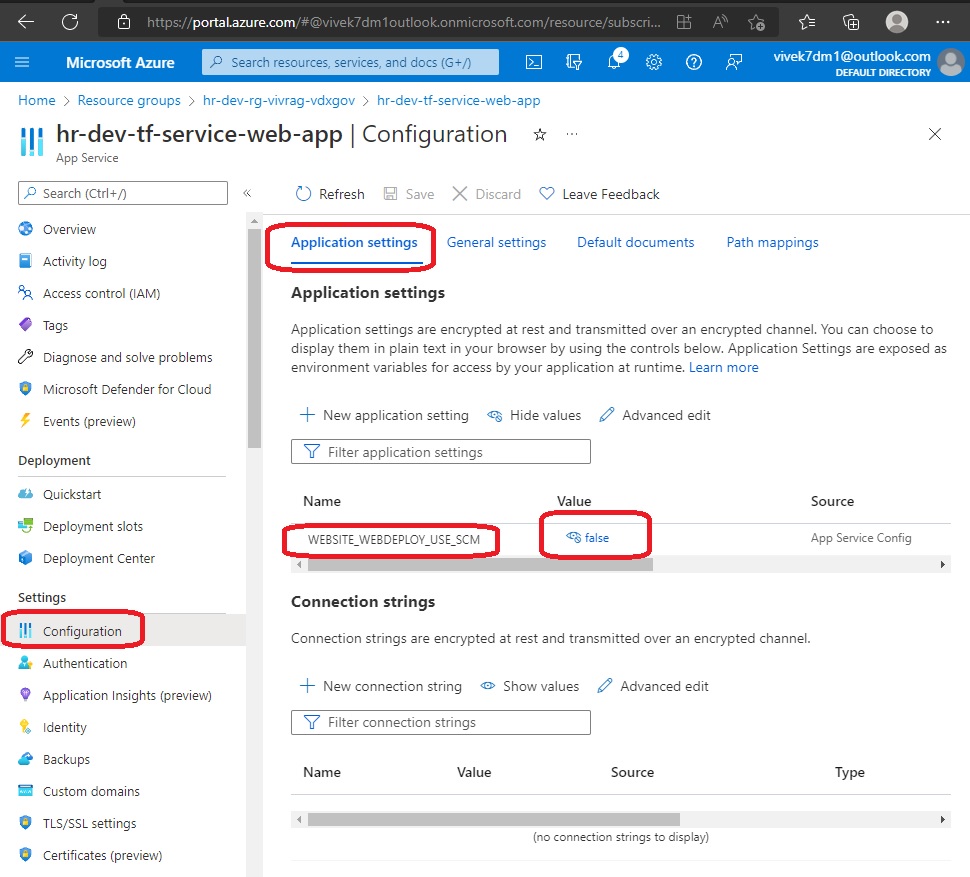 https://portal.azure.com/#@vivek7dm1outlook.onmicrosoft.com/resource/subscri...
Microsoft Azure
Search resources, services, and docs (G+/)
4
vivek7dm1@outlook.com
DEFAULT DIRECTORY
Home > Resource groups > hr-dev-rg-vivrag-vdxgov > hr-dev-tf-service-web-app
hr-dev-tf-service-web-app | Configuration
App Service
Search (Ctrl+/)
Overview
Activity log
Access control (IAM)
Tags
Diagnose and solve problems
Microsoft Defender for Cloud
Events (preview)
Deployment
Quickstart
Deployment slots
Deployment Center
Settings
Configuration
Authentication
Application Insights (preview)
Identity
Backups
Custom domains
TLS/SSL settings
Certificates (preview)
Refresh Save Discard Leave Feedback
Application settings General settings Default documents Path mappings
Application settings
Application settings are encrypted at rest and transmitted over an encrypted channel. You can choose to
display them in plain text in your browser by using the controls below. Application Settings are exposed as
environment variables for access by your application at runtime. Learn more
New application setting Hide values Advanced edit
Filter application settings
Name Value Source
WEBSITE_WEBDEPLOY_USE_SCM false App Service Config
Connection strings
Connection strings are encrypted at rest and transmitted over an encrypted channel.
New connection string Show values Advanced edit
Filter connection strings
Name Value Source Type
(no connection strings to display)